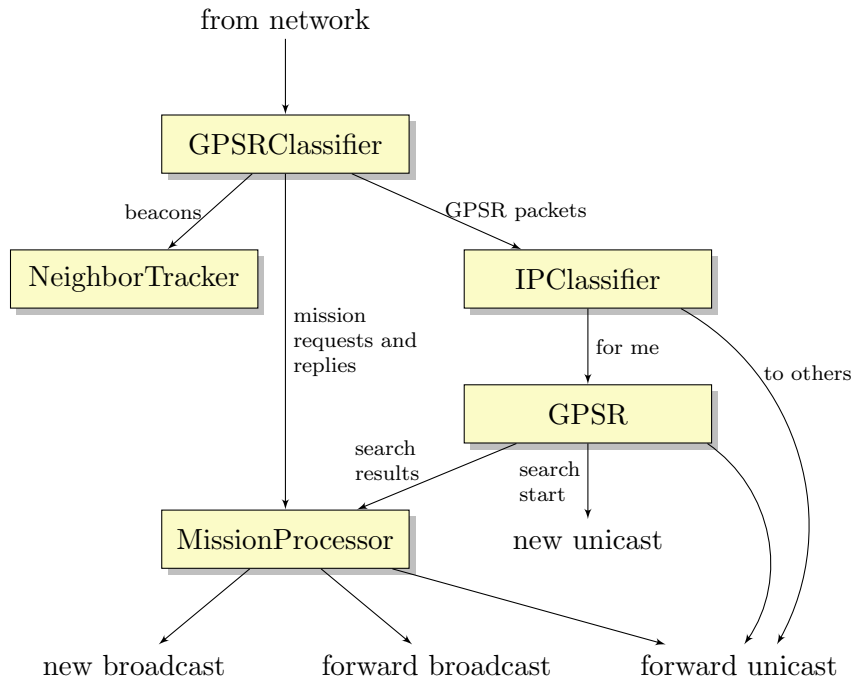 from network
GPSRClassifier
beacons
GPSR packets
NeighborTracker
IPClassifier
mission
requests and
replies
for me
to others
GPSR
search
results
search
start
MissionProcessor
new unicast
new broadcast
forward broadcast
forward unicast